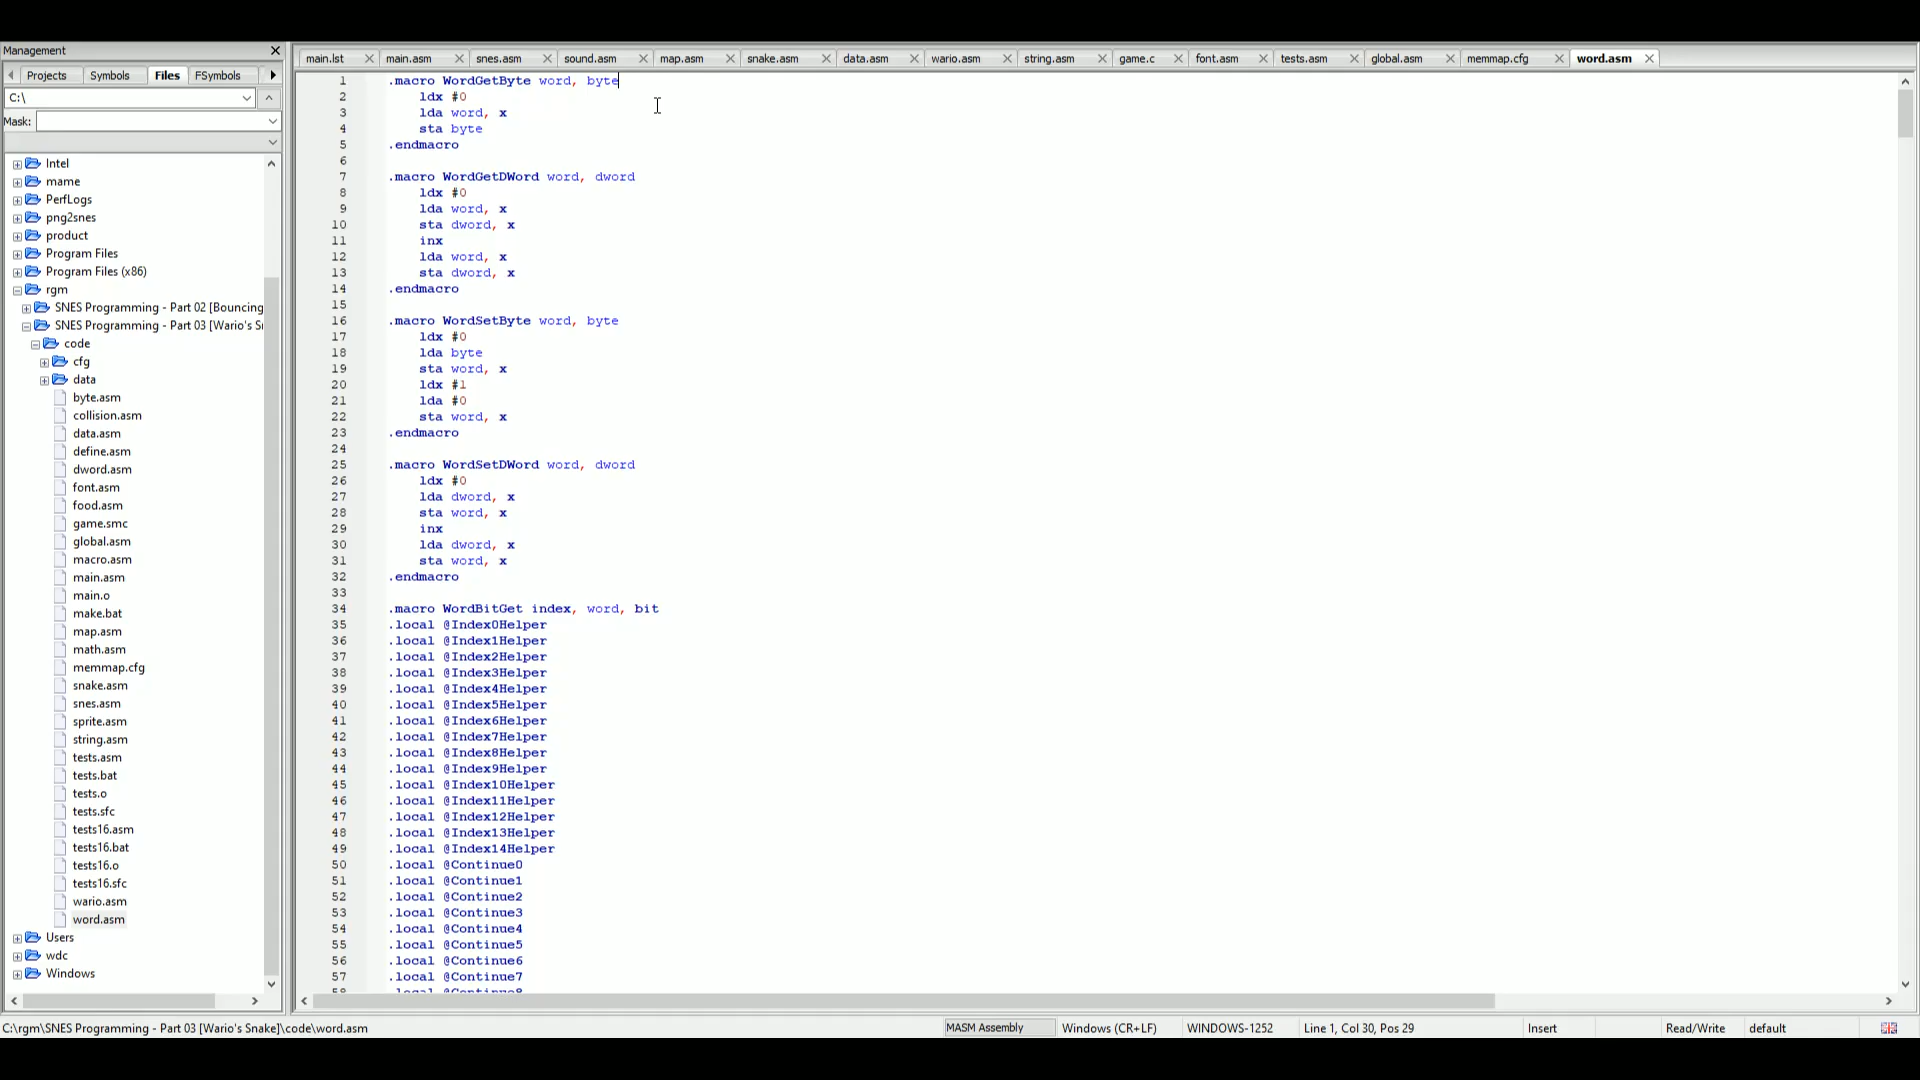 Management
Projects Symbols Files FSymbols
C:\
Mask:
Intel
mame
PerfLogs
png2snes
product
Program Files
Program Files (x86)
rgm
SNES Programming - Part 02 [Bouncing
SNES Programming - Part 03 [Wario's Sn
code
cfg
data
byte.asm
collision.asm
data.asm
define.asm
dword.asm
font.asm
food.asm
game.smc
global.asm
macro.asm
main.asm
main.o
make.bat
map.asm
math.asm
memmap.cfg
snake.asm
snes.asm
sprite.asm
string.asm
tests.asm
tests.bat
tests.o
tests.sfc
tests16.asm
tests16.bat
tests16.o
tests16.sfc
wario.asm
word.asm
Users
wdc
Windows
main.lst main.asm snes.asm sound.asm map.asm snake.asm data.asm wario.asm string.asm game.c font.asm tests.asm global.asm memmap.cfg word.asm
1 .macro WordGetByte word, byte
2 ldx #0
3 lda word, x
4 sta byte
5 .endmacro
6
7 .macro WordGetDWord word, dword
8 ldx #0
9 lda word, x
10 sta dword, x
11 inx
12 lda word, x
13 sta dword, x
14 .endmacro
15
16 .macro WordSetByte word, byte
17 ldx #0
18 lda byte
19 sta word, x
20 ldx #1
21 lda #0
22 sta word, x
23 .endmacro
24
25 .macro WordSetDWord word, dword
26 ldx #0
27 lda dword, x
28 sta word, x
29 inx
30 lda dword, x
31 sta word, x
32 .endmacro
33
34 .macro WordBitGet index, word, bit
35 .local @Index0Helper
36 .local @Index1Helper
37 .local @Index2Helper
38 .local @Index3Helper
39 .local @Index4Helper
40 .local @Index5Helper
41 .local @Index6Helper
42 .local @Index7Helper
43 .local @Index8Helper
44 .local @Index9Helper
45 .local @Index10Helper
46 .local @Index11Helper
47 .local @Index12Helper
48 .local @Index13Helper
49 .local @Index14Helper
50 .local @Continue0
51 .local @Continue1
52 .local @Continue2
53 .local @Continue3
54 .local @Continue4
55 .local @Continue5
56 .local @Continue6
57 .local @Continue7
58 .local @Continue8
C:\rgm\SNES Programming - Part 03 [Wario's Snake]\code\word.asm MASM Assembly Windows (CR+LF) WINDOWS-1252 Line 1, Col 30, Pos 29 Insert Read/Write default